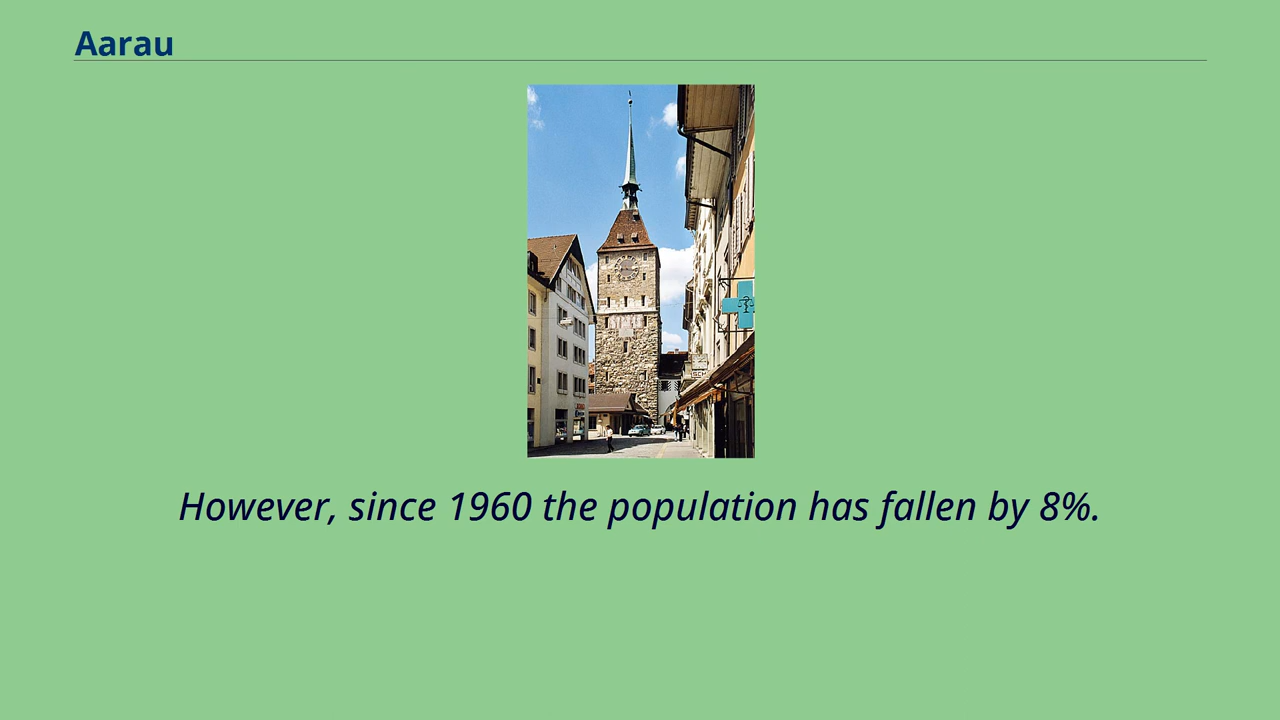 Aarau
However, since 1960 the population has fallen by 8%.